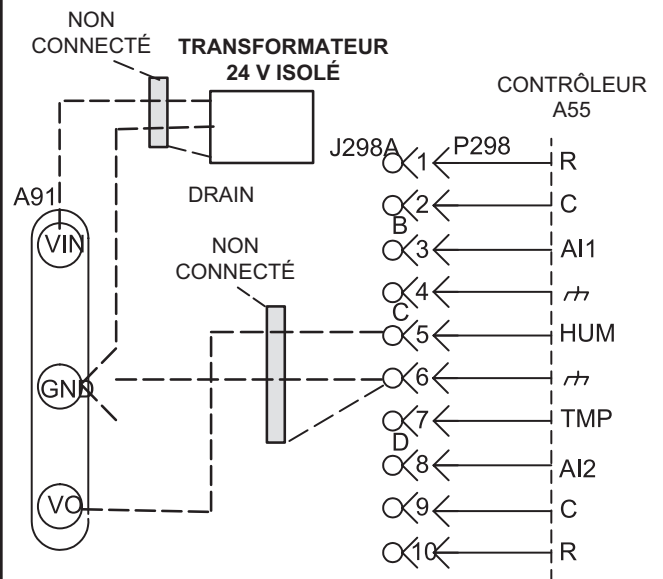 NON
CONNECTÉ
TRANSFORMATEUR
24 V ISOLÉ
CONTRÔLEUR
A55
J298A
P298
1
R
A91
DRAIN
2
C
B
VIN
NON
CONNECTÉ
3
AI1
4
C
5
HUM
GND
6
7
TMP
D
8
AI2
VO
9
C
10
R